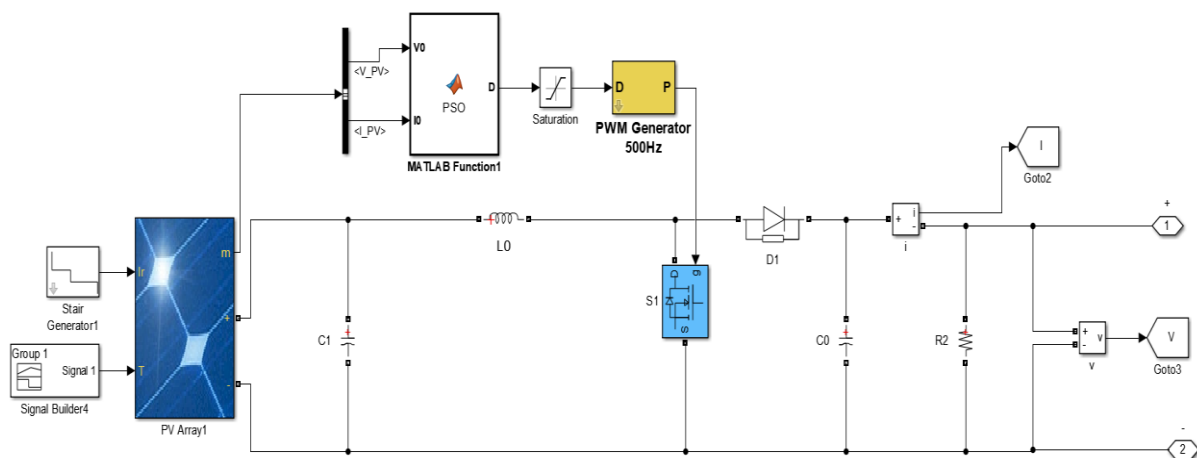 V0
<V_PV>
PSO
D
I0
<I_PV>
MATLAB Function1
Saturation
D
P
PWM Generator
500Hz
I
Goto2
+
i
-
i
+
1
L0
D1
m
Ir
Stair
Generator1
+
C1
S1
g
D
S
C0
R2
+
-
v
v
V
Goto3
Group 1
Signal 1
Signal Builder4
T
-
PV Array1
-
2